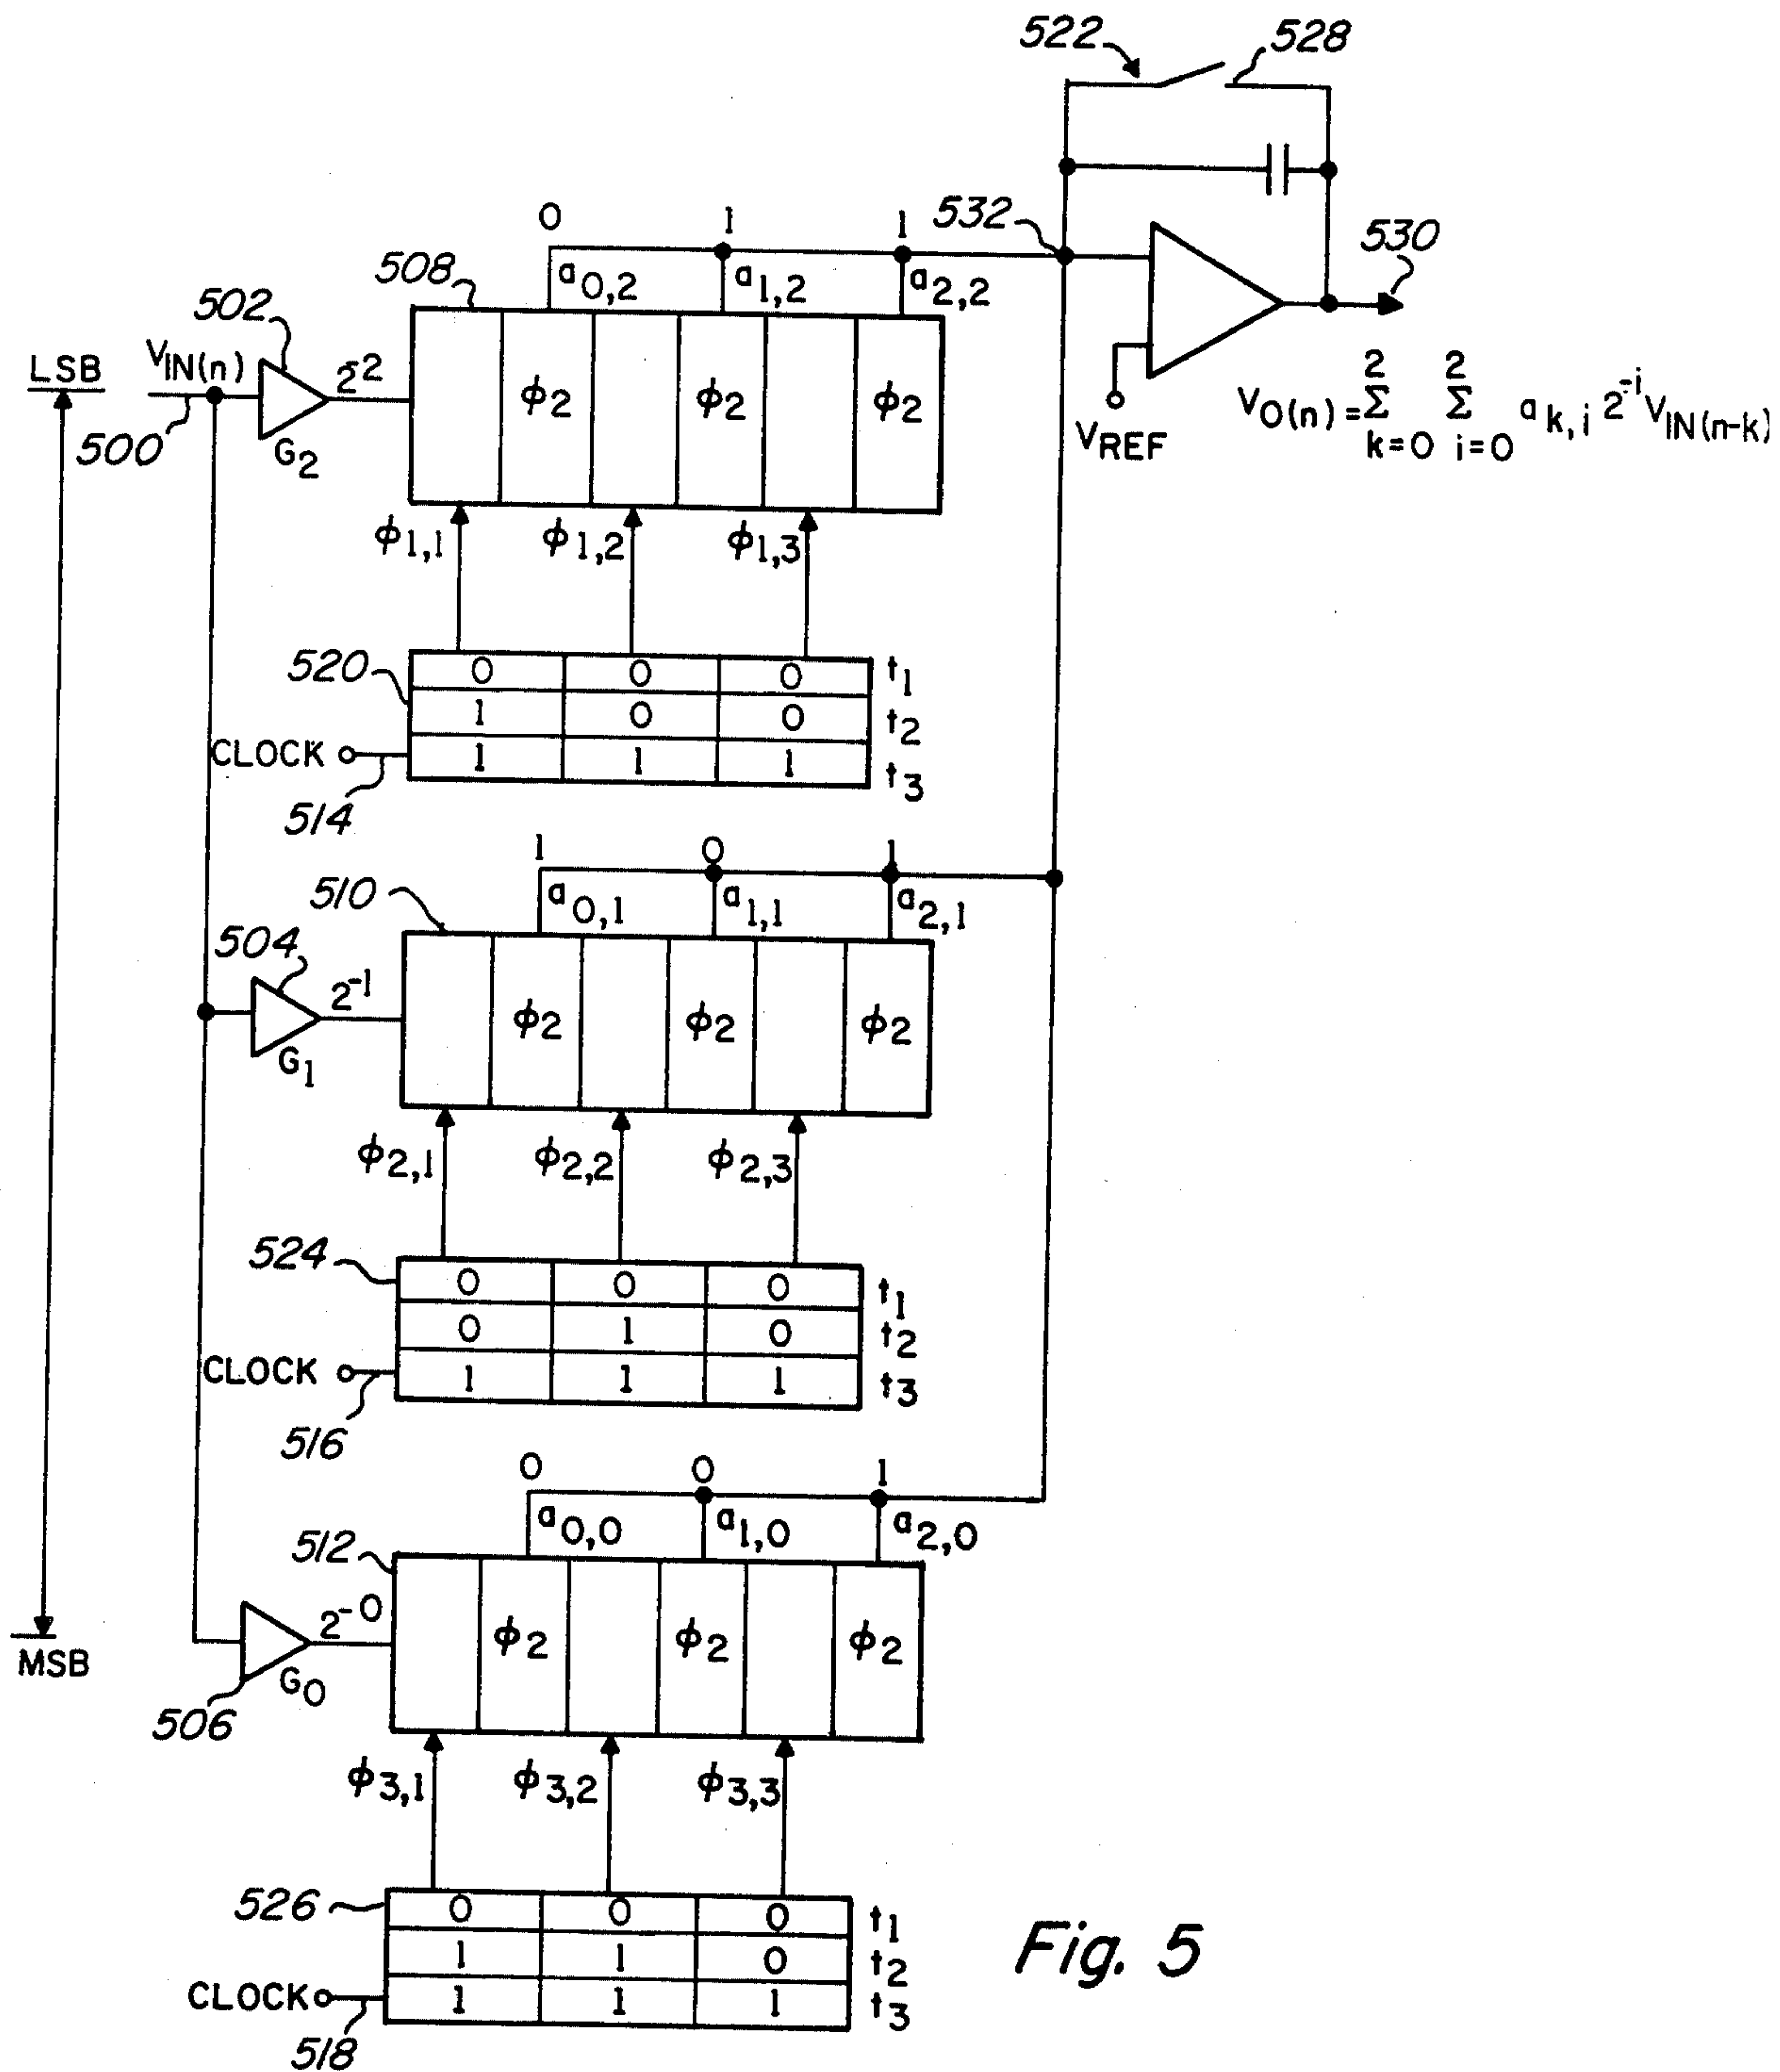 522 528
0 1 1 532 530
508 a0,2 a1,2 a2,2
502
LSB VIN(n) 2-2
500 G2 φ2 φ2 φ2
VREF
VO(n) = 2Σk=0 2Σi=0 ak,i 2-i VIN(n-k)
φ1,1 φ1,2 φ1,3
520 0 0 0 t1
1 0 0 t2
CLOCK 1 1 1 t3
514
1 0 1
510 a0,1 a1,1 a2,1
504
2-1
G1 φ2 φ2 φ2
φ2,1 φ2,2 φ2,3
524 0 0 0 t1
0 1 0 t2
CLOCK 1 1 1 t3
516
0 0 1
512 a0,0 a1,0 a2,0
2-0
MSB G0 φ2 φ2 φ2
506
φ3,1 φ3,2 φ3,3
526 0 0 0 t1
1 1 0 t2
CLOCK 1 1 1 t3
518
Fig. 5